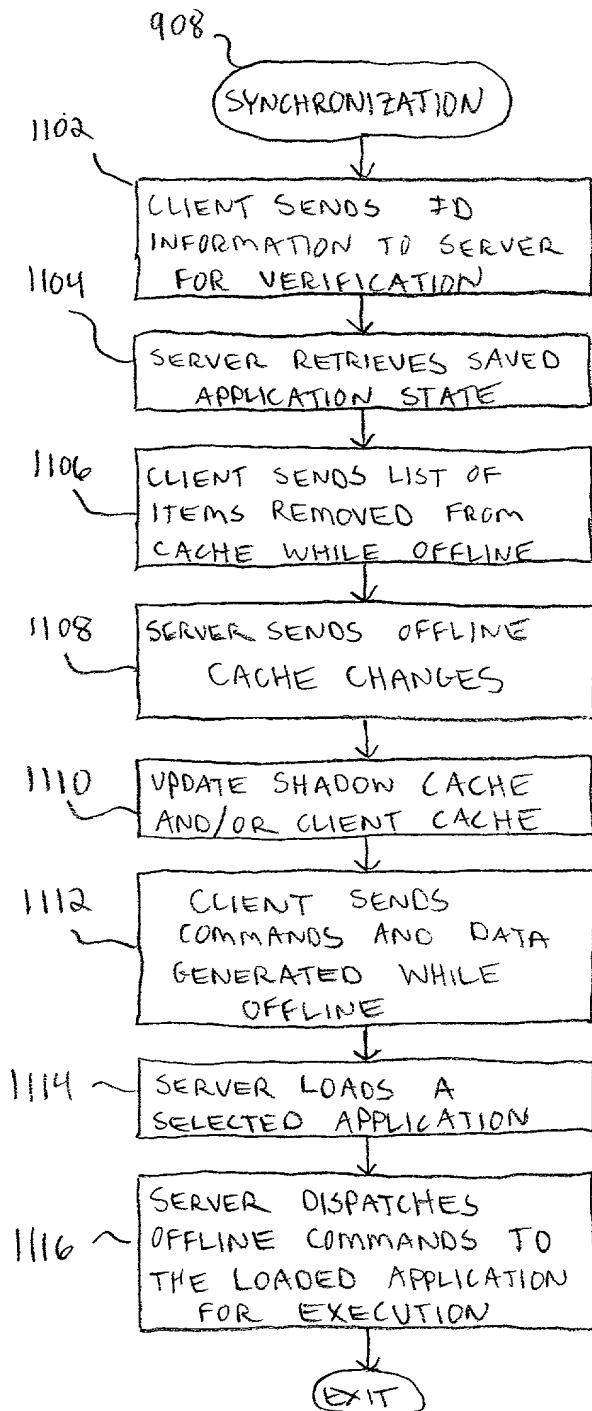 908
SYNCHRONIZATION
1102
CLIENT SENDS ID
INFORMATION TO SERVER
FOR VERIFICATION
1104
SERVER RETRIEVES SAVED
APPLICATION STATE
1106
CLIENT SENDS LIST OF
ITEMS REMOVED FROM
CACHE WHILE OFFLINE
1108
SERVER SENDS OFFLINE
CACHE CHANGES
1110
UPDATE SHADOW CACHE
AND/OR CLIENT CACHE
1112
CLIENT SENDS
COMMANDS AND DATA
GENERATED WHILE
OFFLINE
1114
SERVER LOADS A
SELECTED APPLICATION
1116
SERVER DISPATCHES
OFFLINE COMMANDS TO
THE LOADED APPLICATION
FOR EXECUTION
EXIT